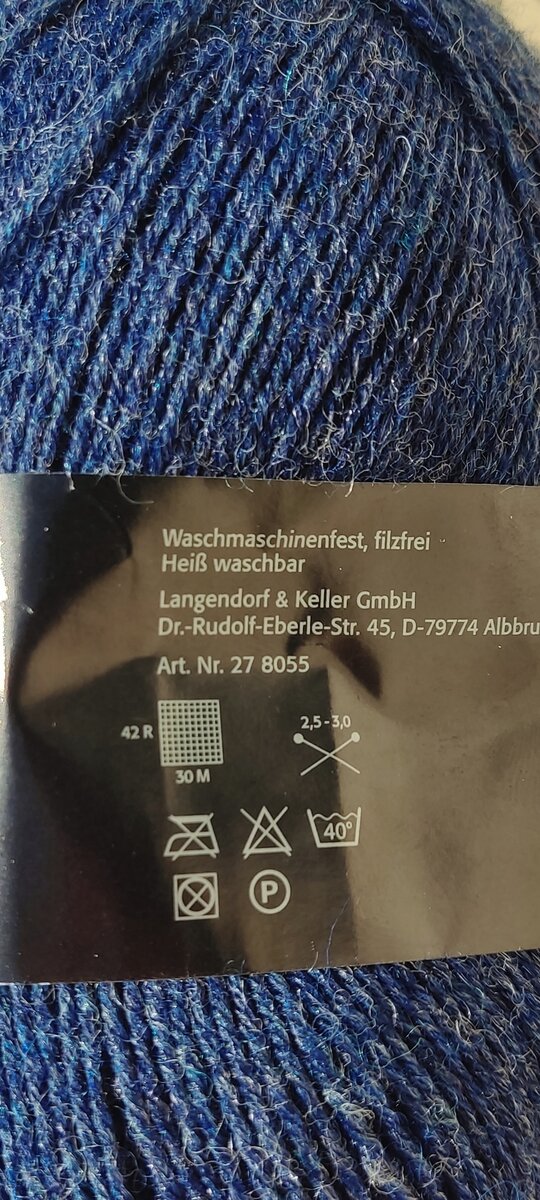 Waschmaschinenfest, filzfrei
Heiß waschbar
Langendorf & Keller GmbH
Dr.-Rudolf-Eberle-Str. 45, D-79774 Albbru
Art. Nr. 27 8055
2,5-3,0
42 R
30 M
40°
P